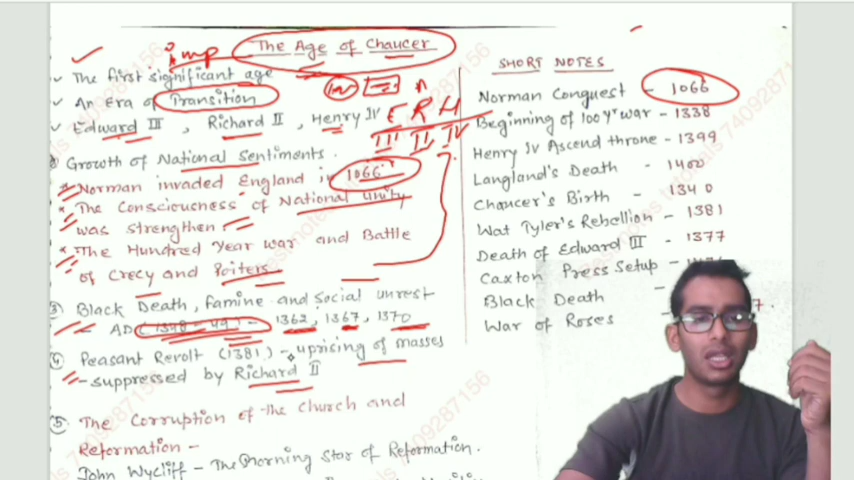 imp
The Age of Chaucer
The first significant age
An Era of Transition
Edward III, Richard II, Henry IV
E R H
III II IV
Growth of National Sentiments.
Norman invaded England in 1066
The Consciousness of National Unity
was strengthen
The Hundred Year war and Battle
of Crecy and Poiters
③ Black Death, famine and social unrest
AD (1348-49) - 1362, 1367, 1370
④ Peasant Revolt (1381) - uprising of masses
- suppressed by Richard II
⑤ The Corruption of the Church and
Reformation -
John Wycliff - The Morning Star of Reformation.
SHORT NOTES
Norman Conquest - 1066
Beginning of 100 Yr war - 1338
Henry IV Ascend throne - 1399
Langland's Death - 1400
Chaucer's Birth - 1340
Wat Tyler's Rebellion - 1381
Death of Edward III - 1377
Caxton Press Setup -
Black Death -
War of Roses -
7409287156